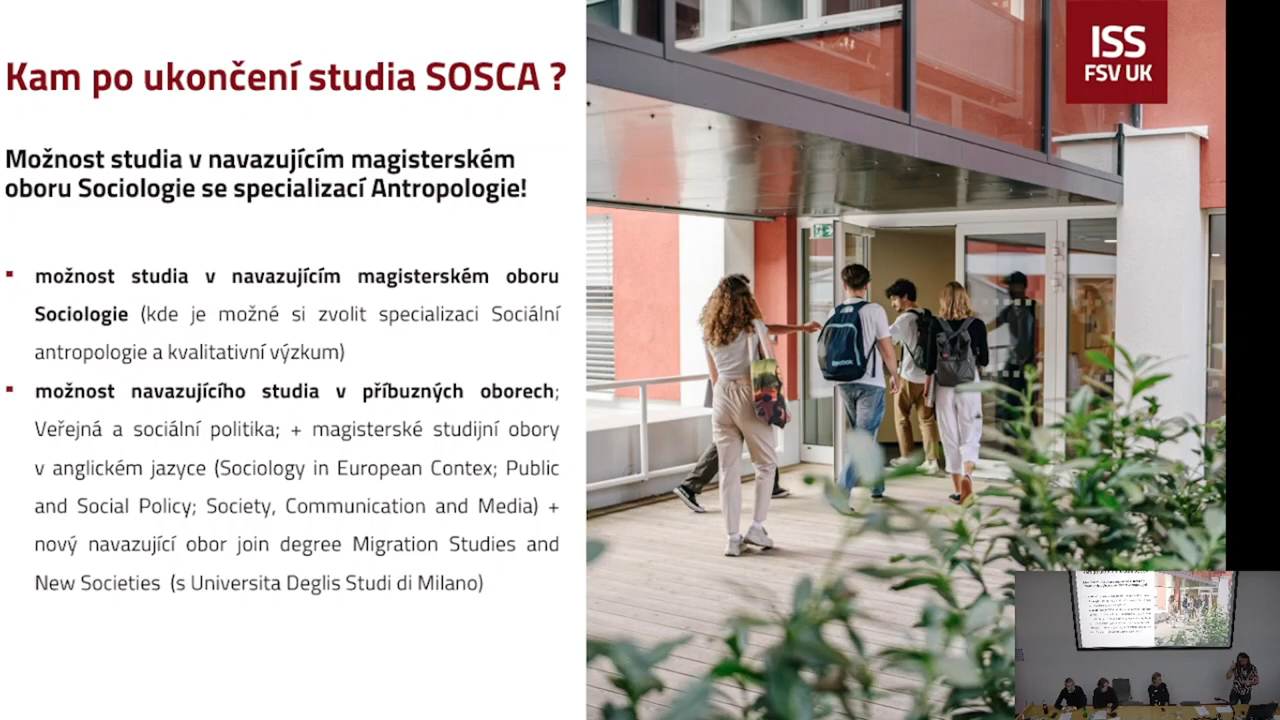 Kam po ukončení studia SOSCA ?
Možnost studia v navazujícím magisterském
oboru Sociologie se specializací Antropologie!
možnost studia v navazujícím magisterském oboru
Sociologie (kde je možné si zvolit specializaci Sociální
antropologie a kvalitativní výzkum)
možnost navazujícího studia v příbuzných oborech;
Veřejná a sociální politika; + magisterské studijní obory
v anglickém jazyce (Sociology in European Contex; Public
and Social Policy; Society, Communication and Media) +
nový navazující obor join degree Migration Studies and
New Societies (s Universita Deglis Studi di Milano)
ISS
FSV UK
Reebok